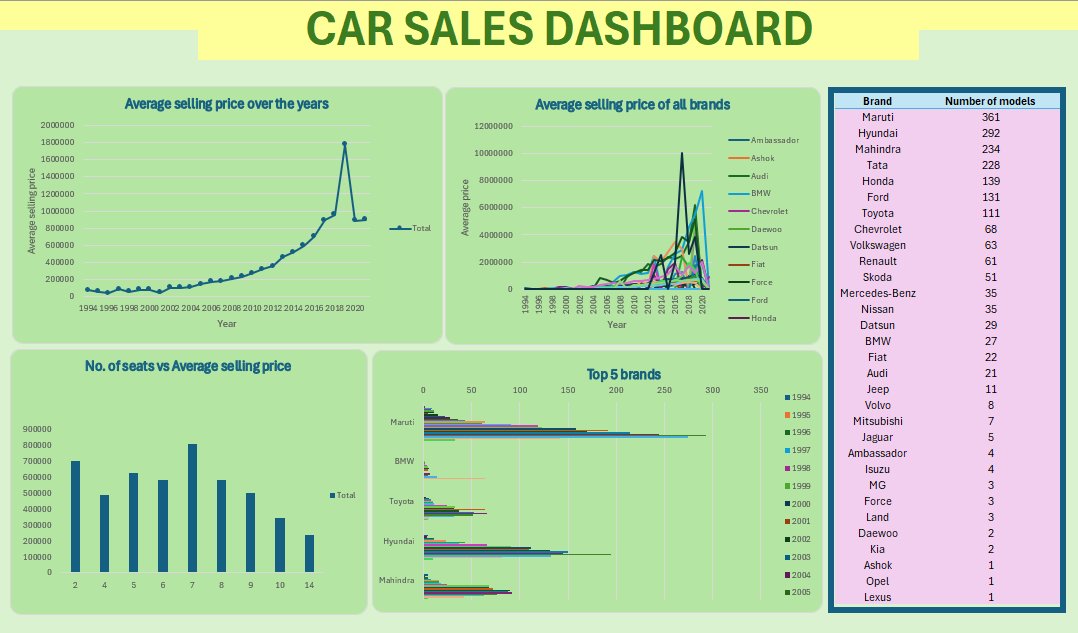 CAR SALES DASHBOARD
Average selling price over the years
Average selling price
2000000
1800000
1600000
1400000
1200000
1000000
800000
600000
400000
200000
0
1994 1996 1998 2000 2002 2004 2006 2008 2010 2012 2014 2016 2018 2020
Year
Total
Average selling price of all brands
Average price
12000000
10000000
8000000
6000000
4000000
2000000
0
1994 1996 1998 2000 2002 2004 2006 2008 2010 2012 2014 2016 2018 2020
Year
Ambassador
Ashok
Audi
BMW
Chevrolet
Daewoo
Datsun
Fiat
Force
Ford
Honda
No. of seats vs Average selling price
900000
800000
700000
600000
500000
400000
300000
200000
100000
0
2 4 5 6 7 8 9 10 14
Total
Top 5 brands
0 50 100 150 200 250 300 350
Maruti
BMW
Toyota
Hyundai
Mahindra
1994
1995
1996
1997
1998
1999
2000
2001
2002
2003
2004
2005
Brand Number of models
Maruti 361
Hyundai 292
Mahindra 234
Tata 228
Honda 139
Ford 131
Toyota 111
Chevrolet 68
Volkswagen 63
Renault 61
Skoda 51
Mercedes-Benz 35
Nissan 35
Datsun 29
BMW 27
Fiat 22
Audi 21
Jeep 11
Volvo 8
Mitsubishi 7
Jaguar 5
Ambassador 4
Isuzu 4
MG 3
Force 3
Land 3
Daewoo 2
Kia 2
Ashok 1
Opel 1
Lexus 1